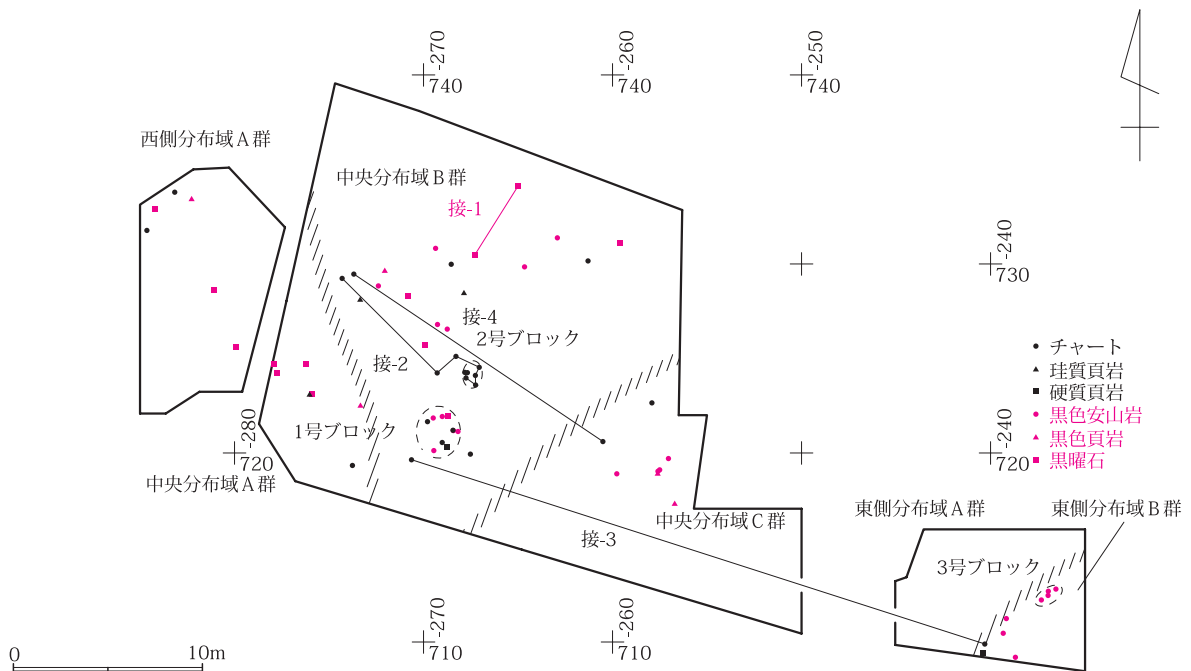 -270
740
-260
740
-250
740
西側分布域A群
中央分布域B群
接-1
-240
730
接-4
2号ブロック
接-2
チャート
珪質頁岩
硬質頁岩
黒色安山岩
黒色頁岩
黒曜石
1号ブロック
-280
720
-240
720
中央分布域A群
中央分布域C群
東側分布域A群
東側分布域B群
接-3
3号ブロック
-270
710
-260
710
0
10m